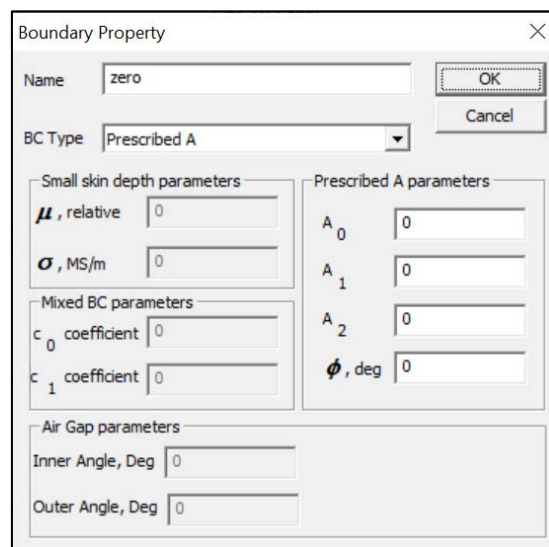 Boundary Property
Name zero OK
Cancel
BC Type Prescribed A
Small skin depth parameters
μ , relative 0
σ , MS/m 0
Prescribed A parameters
A 0 0
A 1 0
A 2 0
ϕ , deg 0
Mixed BC parameters
c 0 coefficient 0
c 1 coefficient 0
Air Gap parameters
Inner Angle, Deg 0
Outer Angle, Deg 0